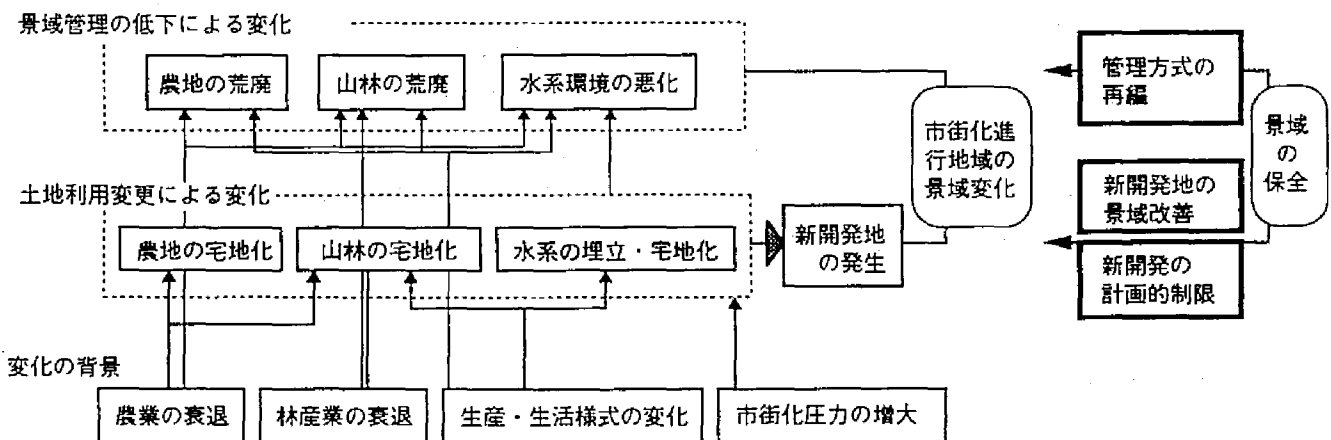 景域管理の低下による変化
農地の荒廃
山林の荒廃
水系環境の悪化
土地利用変更による変化
農地の宅地化
山林の宅地化
水系の埋立・宅地化
新開発地
の発生
変化の背景
農業の衰退
林産業の衰退
生産・生活様式の変化
市街化圧力の増大
市街化進
行地域の
景域変化
管理方式の
再編
新開発地の
景域改善
新開発の
計画的制限
景域
の
保全